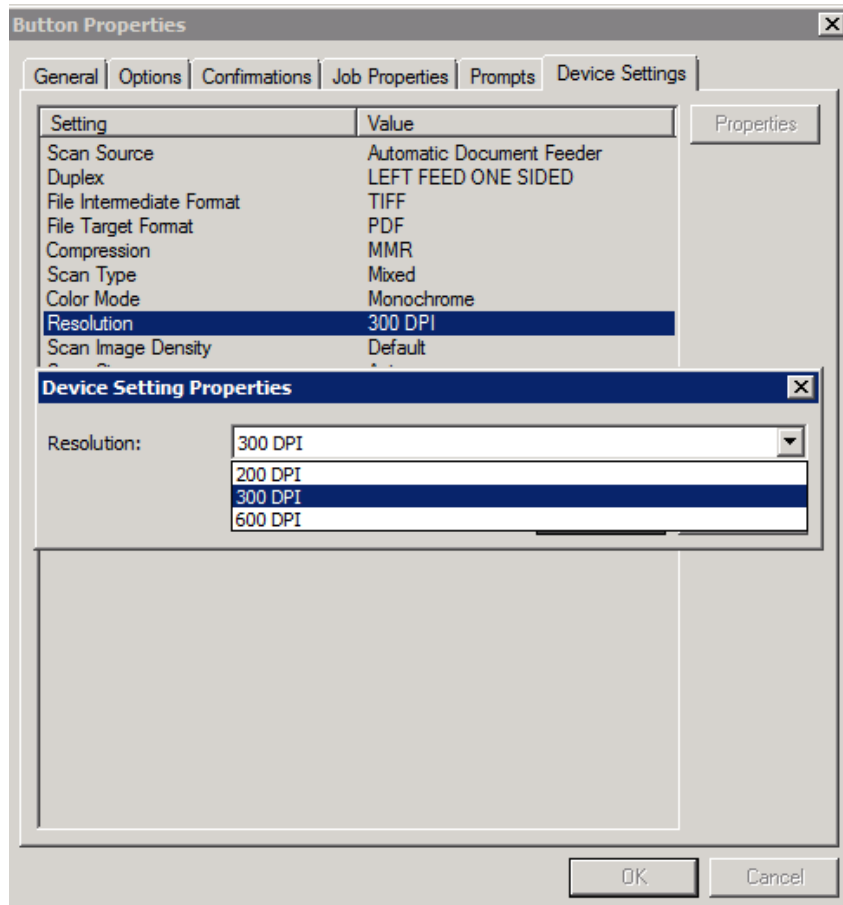 Button Properties
General Options Confirmations Job Properties Prompts Device Settings
Setting Value Properties
Scan Source Automatic Document Feeder
Duplex LEFT FEED ONE SIDED
File Intermediate Format TIFF
File Target Format PDF
Compression MMR
Scan Type Mixed
Color Mode Monochrome
Resolution 300 DPI
Scan Image Density Default
Device Setting Properties
Resolution: 300 DPI
200 DPI
300 DPI
600 DPI
OK Cancel